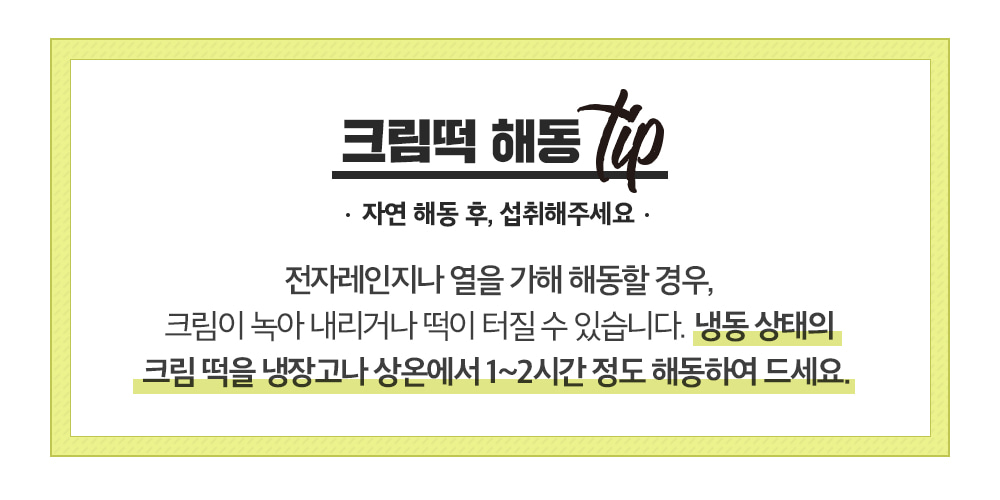 크림떡 해동 tip
· 자연 해동 후, 섭취해주세요 ·
전자레인지나 열을 가해 해동할 경우,
크림이 녹아 내리거나 떡이 터질 수 있습니다. 냉동 상태의
크림 떡을 냉장고나 상온에서 1~2시간 정도 해동하여 드세요.